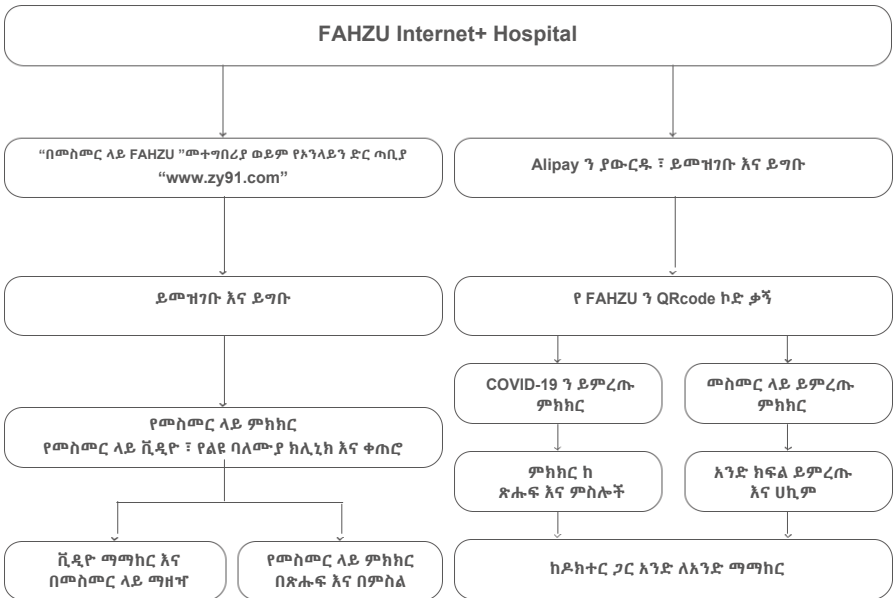 FAHZU Internet+ Hospital
“በመስመር ላይ FAHZU ”መተግበሪያ ወይም የኦንላይን ድር ጣቢያ
“www.zy91.com”
Alipay ን ያውርዱ ፣ ይመዝገቡ እና ይግቡ
ይመዝገቡ እና ይግቡ
የ FAHZU ን QRcode ኮድ ቃኝ
የመስመር ላይ ምክክር
የመስመር ላይ ቪዲዮ ፣ የልዩ ባለሙያ ክሊኒክ እና ቀጠሮ
COVID-19 ን ይምረጡ
ምክክር
መስመር ላይ ይምረጡ
ምክክር
ምክክር ከ
ጽሑፍ እና ምስሎች
አንድ ክፍል ይምረጡ
እና ሀኪም
ቪዲዮ ማማከር እና
በመስመር ላይ ማዘዣ
የመስመር ላይ ምክክር
በጽሑፍ እና በምስል
ከዶክተር ጋር አንድ ለአንድ ማማከር